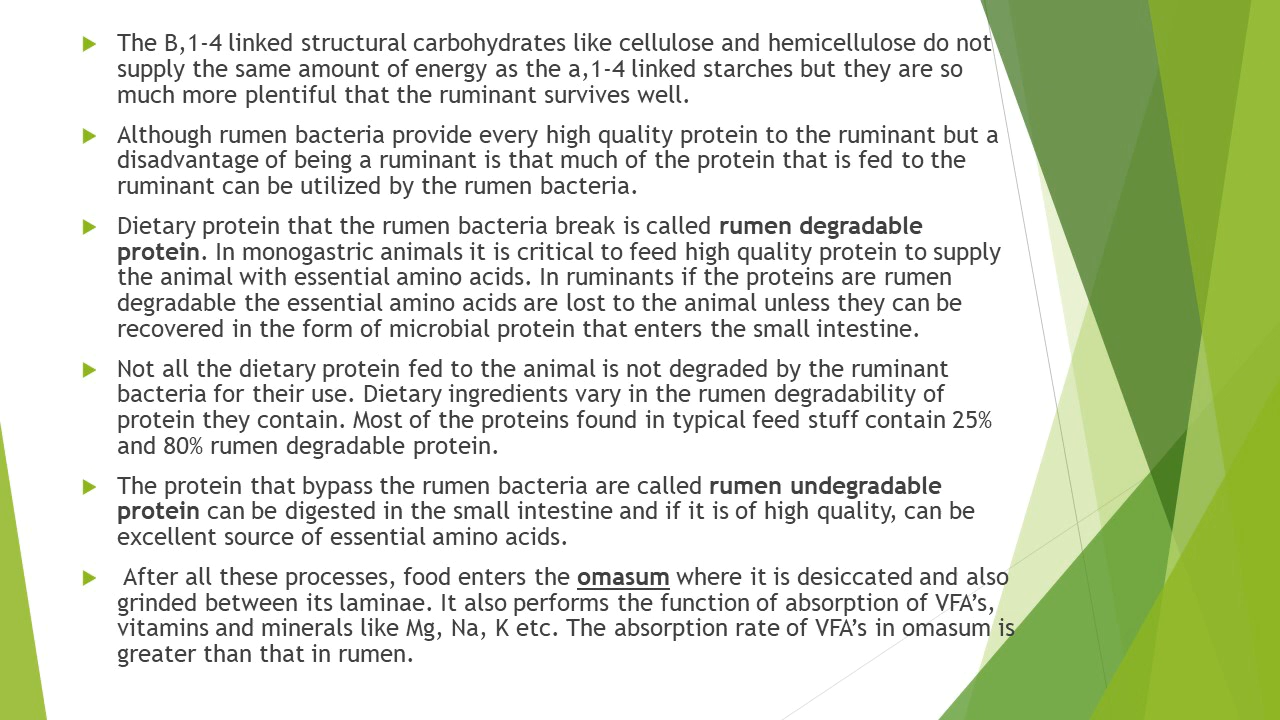 The B,1-4 linked structural carbohydrates like cellulose and hemicellulose do not
supply the same amount of energy as the a,1-4 linked starches but they are so
much more plentiful that the ruminant survives well.
Although rumen bacteria provide every high quality protein to the ruminant but a
disadvantage of being a ruminant is that much of the protein that is fed to the
ruminant can be utilized by the rumen bacteria.
Dietary protein that the rumen bacteria break is called rumen degradable
protein. In monogastric animals it is critical to feed high quality protein to supply
the animal with essential amino acids. In ruminants if the proteins are rumen
degradable the essential amino acids are lost to the animal unless they can be
recovered in the form of microbial protein that enters the small intestine.
Not all the dietary protein fed to the animal is not degraded by the ruminant
bacteria for their use. Dietary ingredients vary in the rumen degradability of
protein they contain. Most of the proteins found in typical feed stuff contain 25%
and 80% rumen degradable protein.
The protein that bypass the rumen bacteria are called rumen undegradable
protein can be digested in the small intestine and if it is of high quality, can be
excellent source of essential amino acids.
After all these processes, food enters the omasum where it is desiccated and also
grinded between its laminae. It also performs the function of absorption of VFA’s,
vitamins and minerals like Mg, Na, K etc. The absorption rate of VFA’s in omasum is
greater than that in rumen.